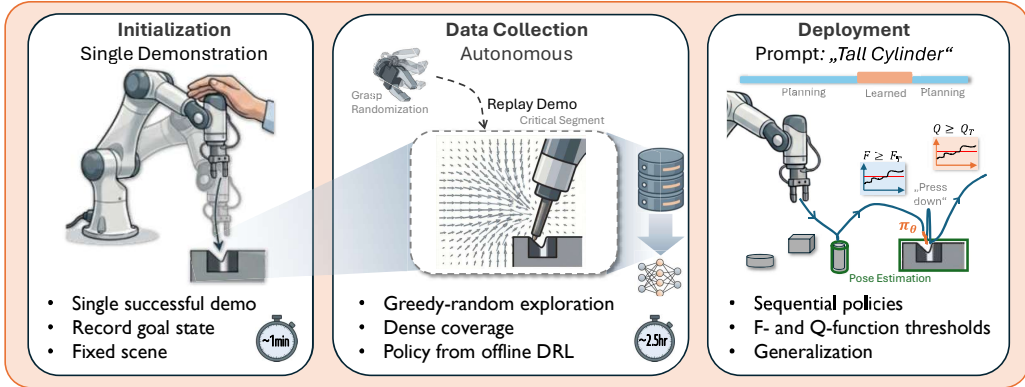 Initialization
Single Demonstration
• Single successful demo
• Record goal state
• Fixed scene
~1min
Data Collection
Autonomous
Grasp
Randomization
Replay Demo
Critical Segment
• Greedy-random exploration
• Dense coverage
• Policy from offline DRL
~2.5hr
Deployment
Prompt: „Tall Cylinder“
Planning
Learned
Planning
Q ≥ Q_T
F ≥ F_T
„Press
down“
π_θ
Pose Estimation
• Sequential policies
• F- and Q-function thresholds
• Generalization